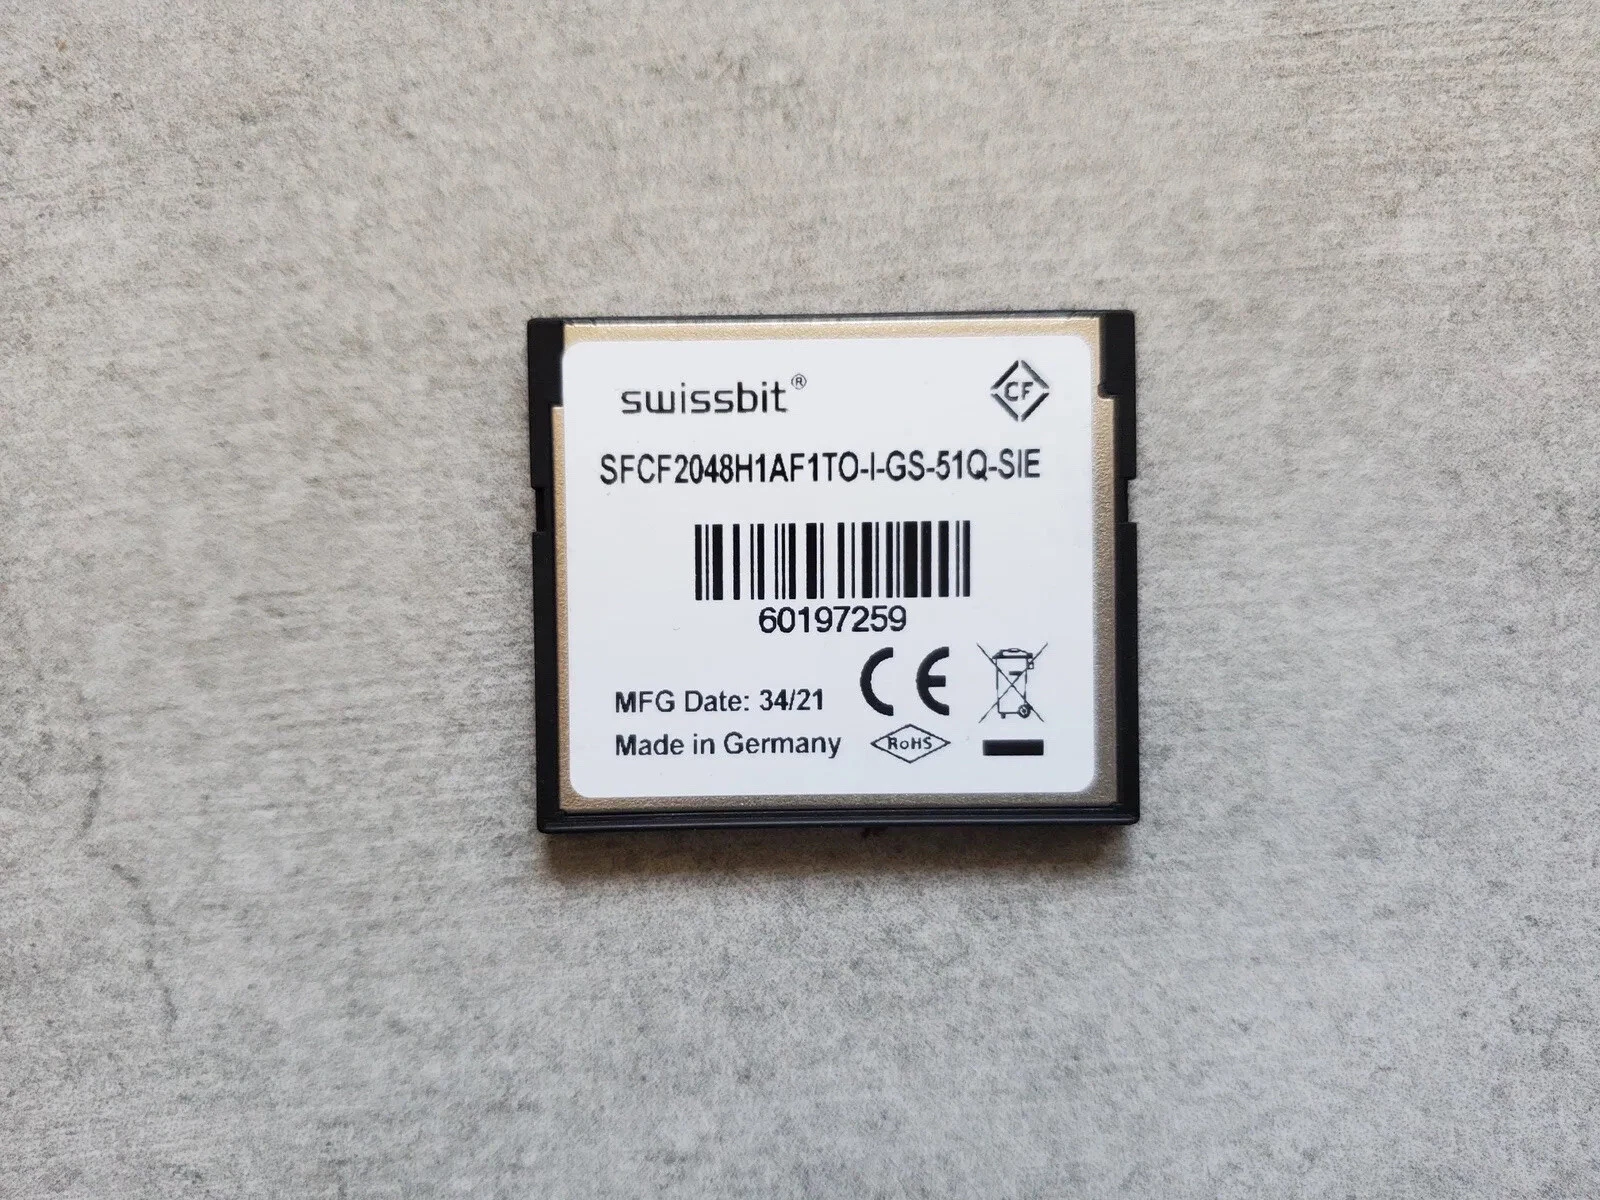 swissbit®
CF
SFCF2048H1AF1TO-I-GS-51Q-SIE
60197259
MFG Date: 34/21
CE
Made in Germany
RoHS